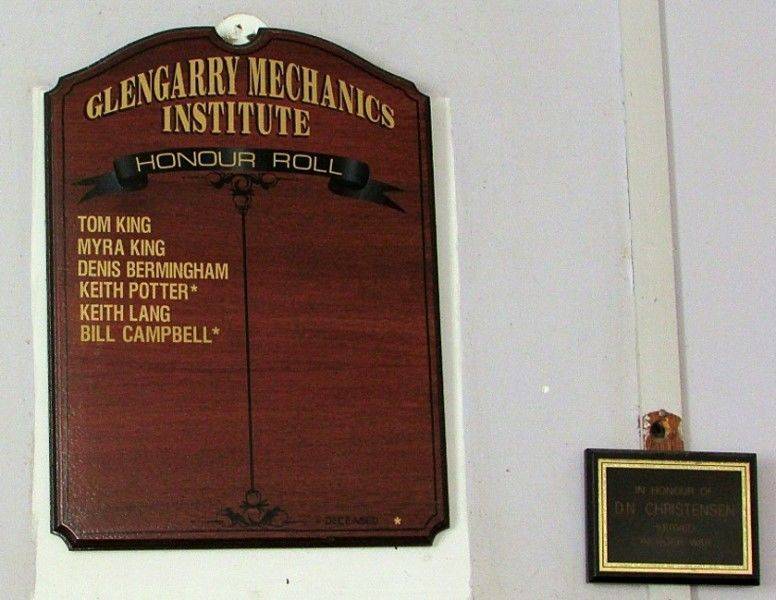 GLENGARRY MECHANICS
INSTITUTE
HONOUR ROLL
TOM KING
MYRA KING
DENIS BERMINGHAM
KEITH POTTER*
KEITH LANG
BILL CAMPBELL*
DECEASED *
IN HONOUR OF
D.N. CHRISTENSEN